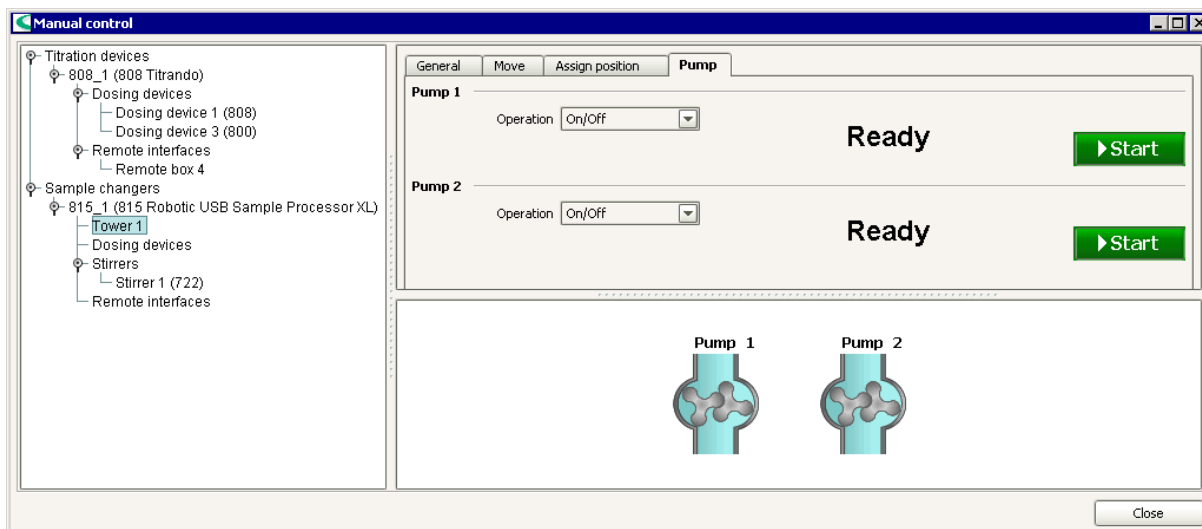 Manual control
Titration devices
808_1 (808 Titrando)
Dosing devices
Dosing device 1 (808)
Dosing device 3 (800)
Remote interfaces
Remote box 4
Sample changers
815_1 (815 Robotic USB Sample Processor XL)
Tower 1
Dosing devices
Stirrers
Stirrer 1 (722)
Remote interfaces
General Move Assign position Pump
Pump 1
Operation On/Off Ready Start
Pump 2
Operation On/Off Ready Start
Pump 1 Pump 2
Close